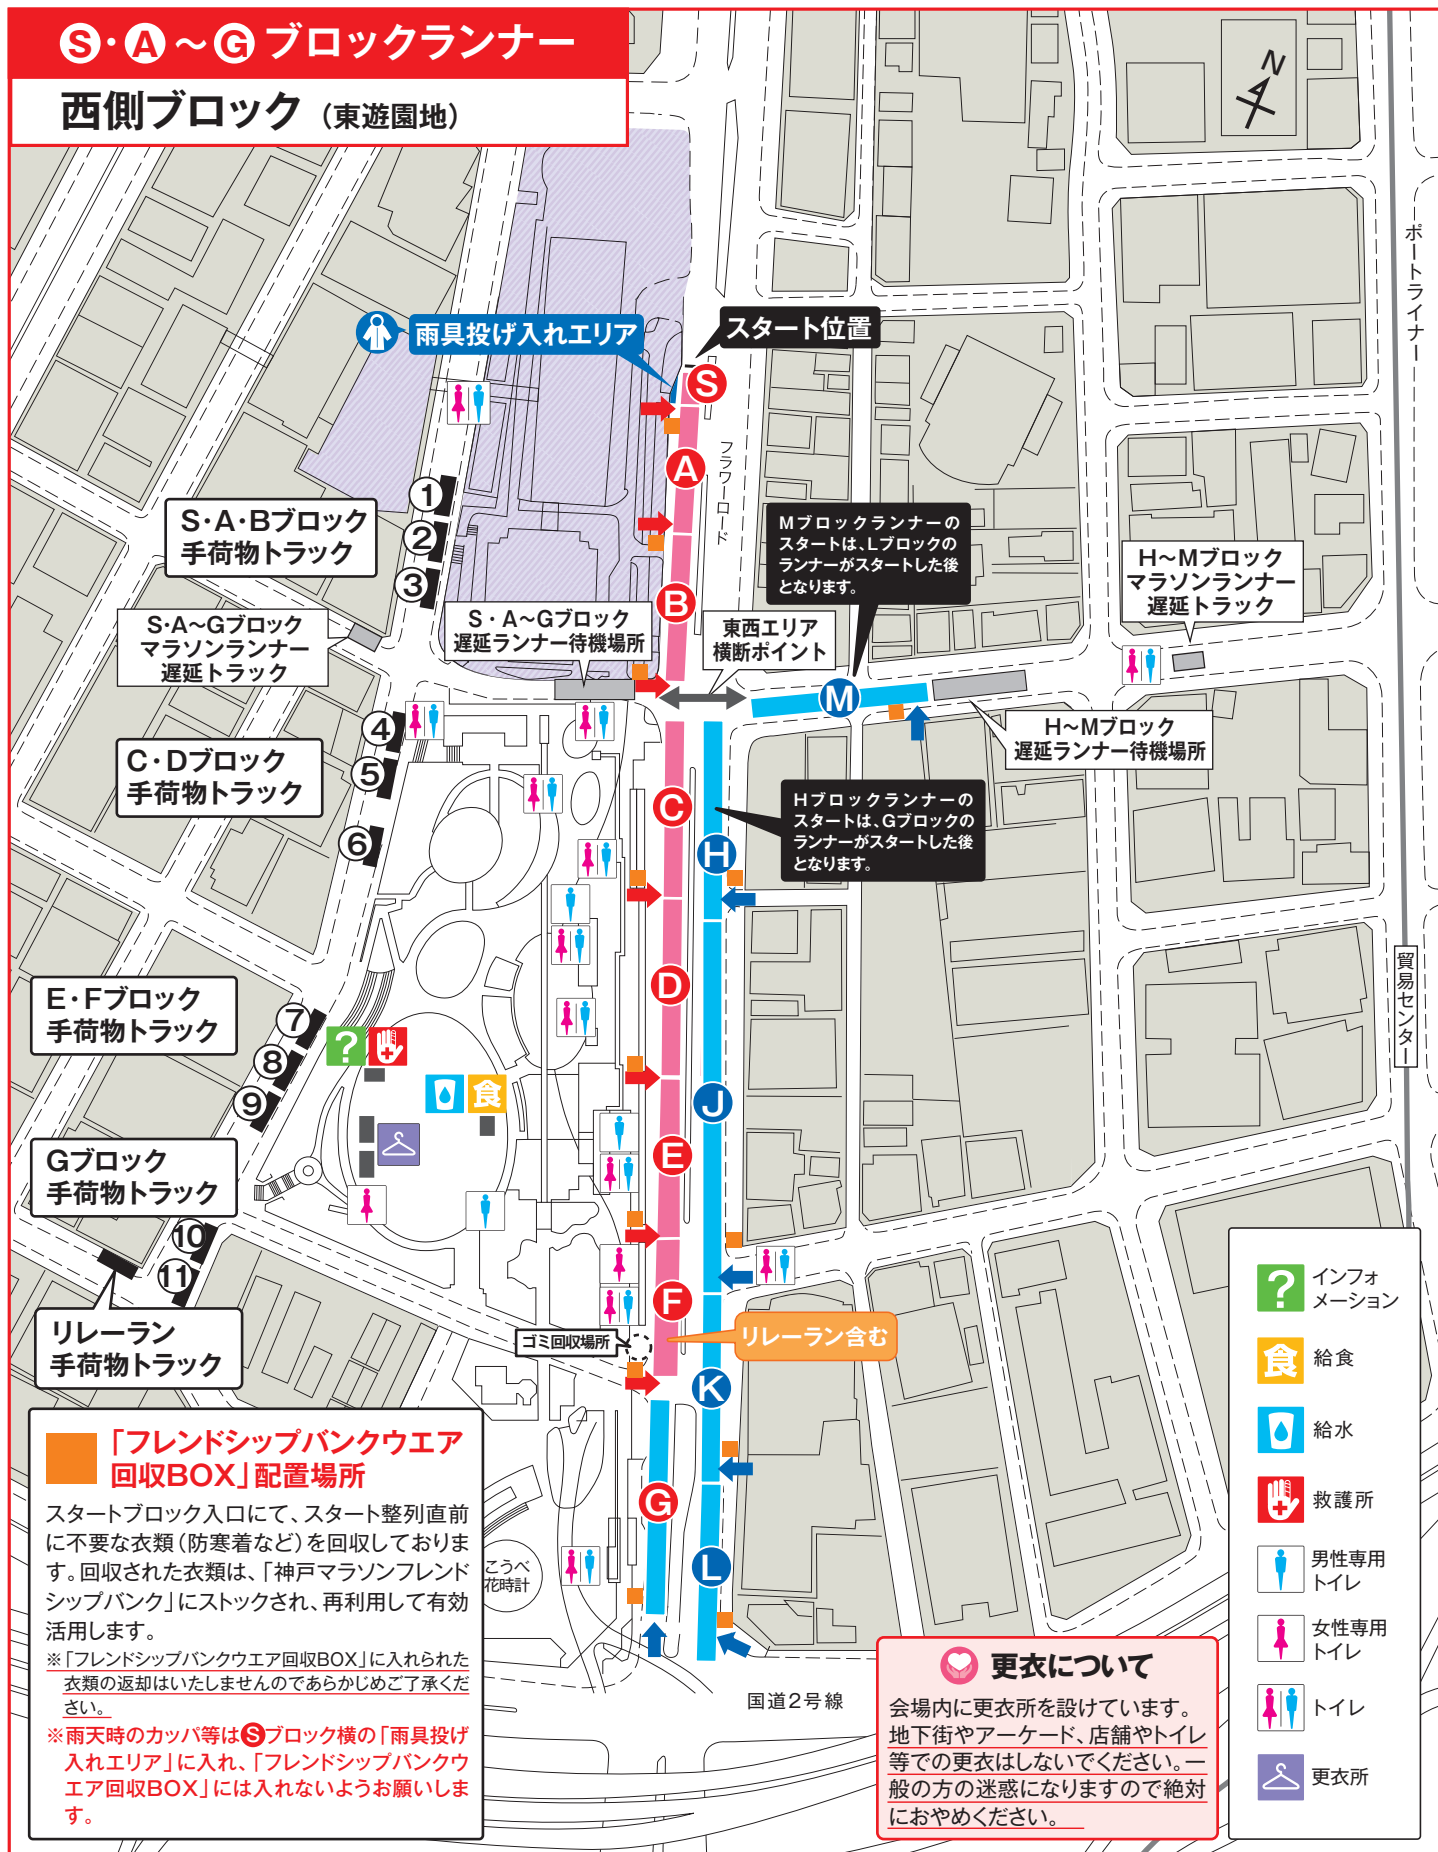 S・A～Gブロックランナー
西側ブロック（東遊園地）
N
ポートライナー
雨具投げ入れエリア
スタート位置
S
A
フラワーロード
1
2
3
S・A・Bブロック
手荷物トラック
Mブロックランナーの
スタートは、Lブロックの
ランナーがスタートした後
となります。
H～Mブロック
マラソンランナー
遅延トラック
B
S・A～Gブロック
マラソンランナー
遅延トラック
S・A～Gブロック
遅延ランナー待機場所
東西エリア
横断ポイント
M
H～Mブロック
遅延ランナー待機場所
4
5
6
C・Dブロック
手荷物トラック
C
Hブロックランナーの
スタートは、Gブロックの
ランナーがスタートした後
となります。
H
D
貿易センター
E・Fブロック
手荷物トラック
7
8
9
?
食
J
E
Gブロック
手荷物トラック
10
11
F
リレーラン
手荷物トラック
ゴミ回収場所
リレーラン含む
K
G
L
こうべ
花時計
国道2号線
「フレンドシップバンクウエア
回収BOX」配置場所
スタートブロック入口にて、スタート整列直前
に不要な衣類（防寒着など）を回収しておりま
す。回収された衣類は、「神戸マラソンフレンド
シップバンク」にストックされ、再利用して有効
活用します。
※「フレンドシップバンクウエア回収BOX」に入れられた
衣類の返却はいたしませんのであらかじめご了承くだ
さい。
※雨天時のカッパ等はSブロック横の「雨具投げ
入れエリア」に入れ、「フレンドシップバンクウ
エア回収BOX」には入れないようお願いしま
す。
更衣について
会場内に更衣所を設けています。
地下街やアーケード、店舗やトイレ
等での更衣はしないでください。一
般の方の迷惑になりますので絶対
におやめください。
?
インフォ
メーション
食
給食
給水
救護所
男性専用
トイレ
女性専用
トイレ
トイレ
更衣所